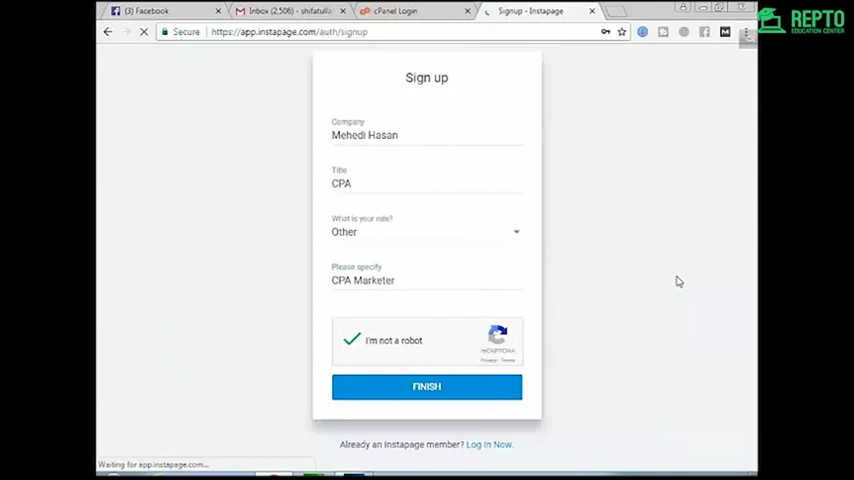 (3) Facebook
Inbox (2,506) - shifatulla
cPanel Login
Signup - Instapage
REPTO
EDUCATION CENTER
Secure
https://app.instapage.com/auth/signup
Sign up
Company
Mehedi Hasan
Title
CPA
What is your role?
Other
Please specify
CPA Marketer
I'm not a robot
reCAPTCHA
Privacy - Terms
FINISH
Already an Instapage member? Log In Now.
Waiting for app.instapage.com...